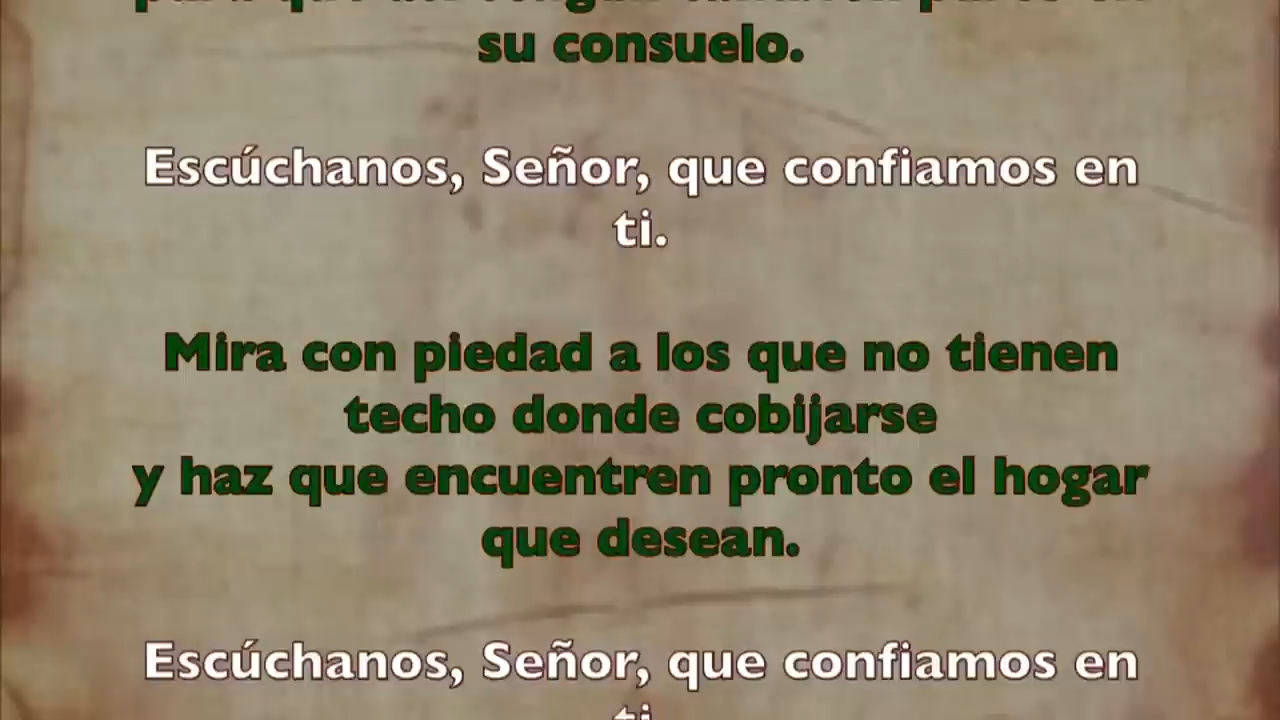 su consuelo.
Escúchanos, Señor, que confiamos en
ti.
Mira con piedad a los que no tienen
techo donde cobijarse
y haz que encuentren pronto el hogar
que desean.
Escúchanos, Señor, que confiamos en
ti